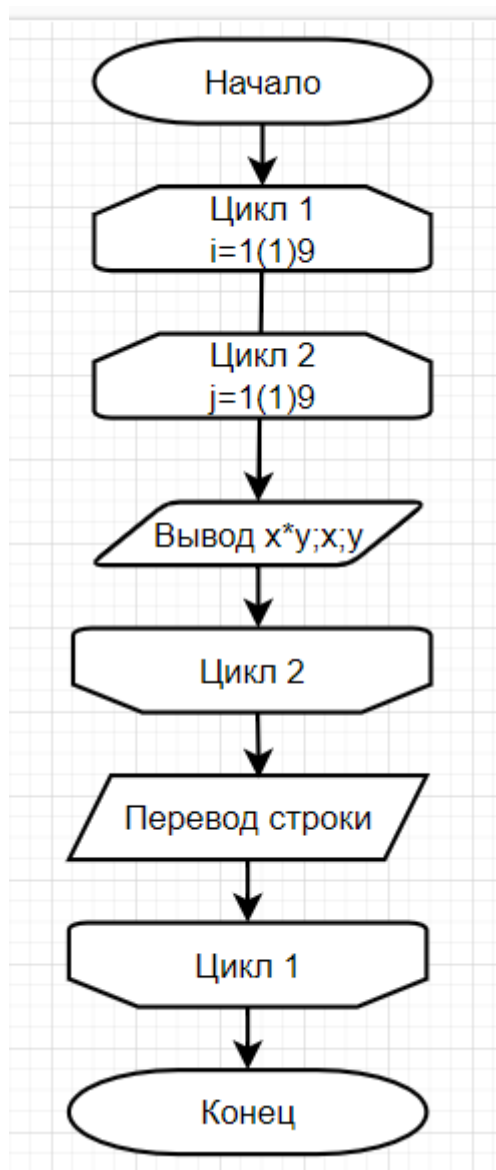 Начало
Цикл 1
i=1(1)9
Цикл 2
j=1(1)9
Вывод x*y;x;y
Цикл 2
Перевод строки
Цикл 1
Конец